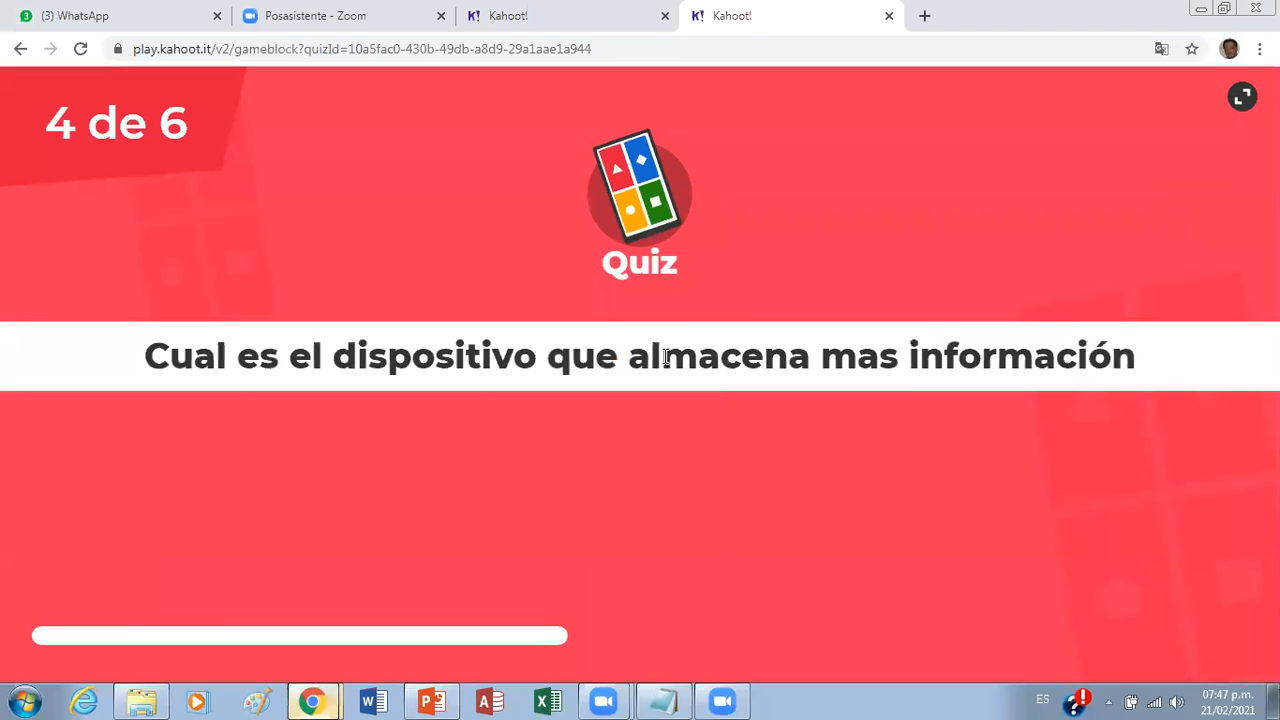 (3) WhatsApp
Posasistente - Zoom
Kahoot!
Kahoot!
play.kahoot.it/v2/gameblock?quizId=10a5fac0-430b-49db-a8d9-29a1aae1a944
4 de 6
Quiz
Cual es el dispositivo que almacena mas información
ES
07:47 p.m.
21/02/2021